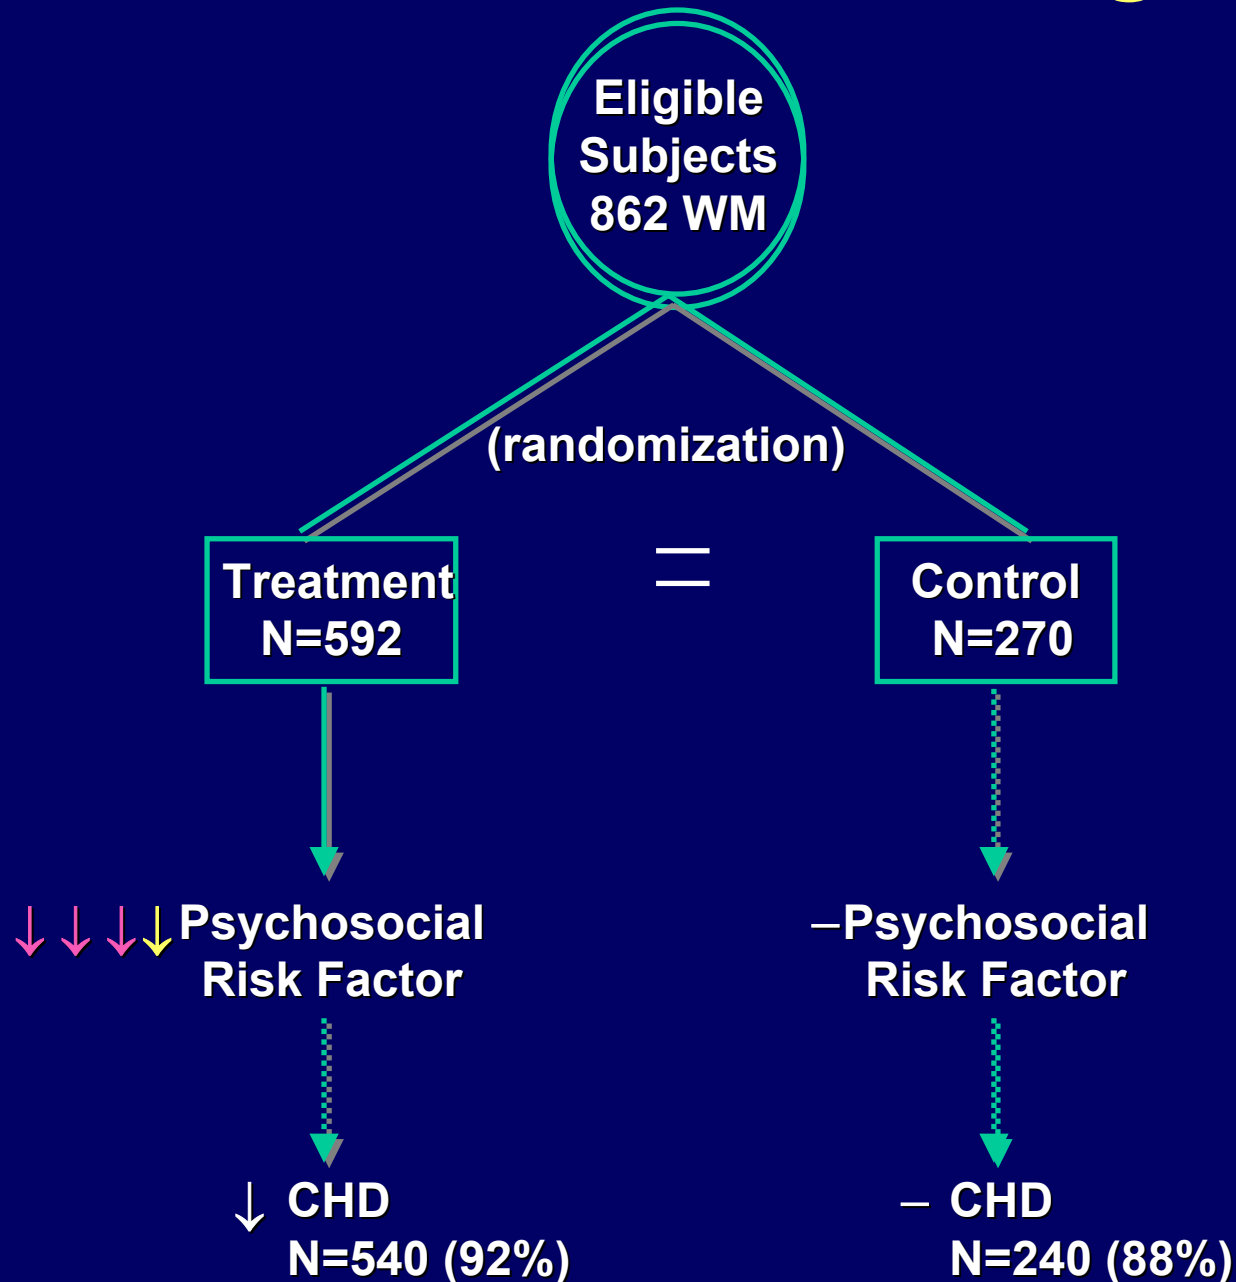 Eligible
Subjects
862 WM
(randomization)
=
Treatment
N=592
Control
N=270
↓ ↓ ↓ ↓ Psychosocial
Risk Factor
–Psychosocial
Risk Factor
↓ CHD
N=540 (92%)
– CHD
N=240 (88%)